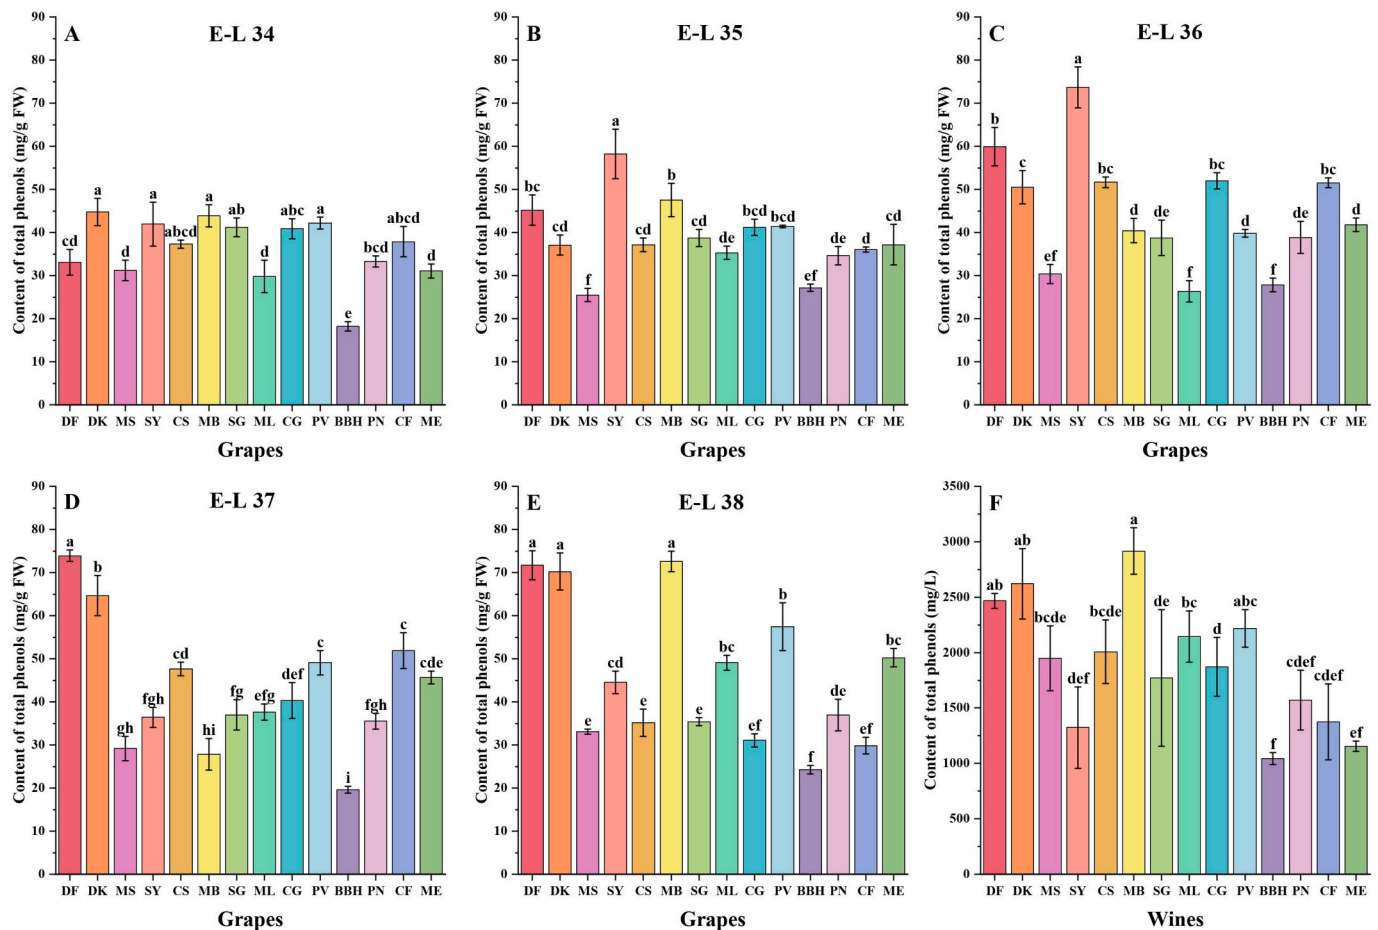 A E-L 34
Content of total phenols (mg/g FW)
90
80
70
60
50
40
30
20
10
0
cd a d a abcd a ab d abc a e bcd abcd d
DF DK MS SY CS MB SG ML CG PV BBH PN CF ME
Grapes
B E-L 35
Content of total phenols (mg/g FW)
90
80
70
60
50
40
30
20
10
0
bc cd f a cd b cd de bcd bcd ef de d cd
DF DK MS SY CS MB SG ML CG PV BBH PN CF ME
Grapes
C E-L 36
Content of total phenols (mg/g FW)
90
80
70
60
50
40
30
20
10
0
b c ef a bc d de f bc d f de bc d
DF DK MS SY CS MB SG ML CG PV BBH PN CF ME
Grapes
D E-L 37
Content of total phenols (mg/g FW)
90
80
70
60
50
40
30
20
10
0
a b gh fgh cd hi fg efg def c i fgh c cde
DF DK MS SY CS MB SG ML CG PV BBH PN CF ME
Grapes
E E-L 38
Content of total phenols (mg/g FW)
90
80
70
60
50
40
30
20
10
0
a a e cd e a e bc ef b f de ef bc
DF DK MS SY CS MB SG ML CG PV BBH PN CF ME
Grapes
F
Content of total phenols (mg/L)
3500
3000
2500
2000
1500
1000
500
0
ab ab bcde def bcde a de bc d abc f cdef cdef ef
DF DK MS SY CS MB SG ML CG PV BBH PN CF ME
Wines